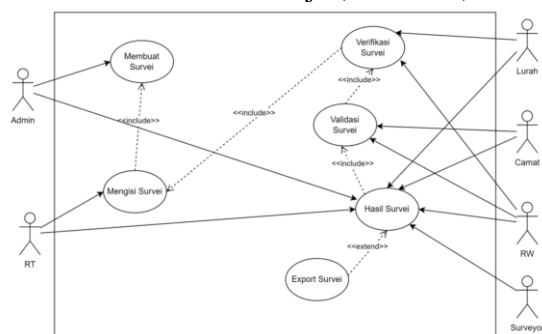 Membuat
Survei
Verifikasi
Survei
Lurah
Admin
<<include>>
<<include>>
<<include>>
Validasi
Survei
Camat
<<include>>
Mengisi Survei
Hasil Survei
RT
RW
<<extend>>
Export Survei
Surveyor